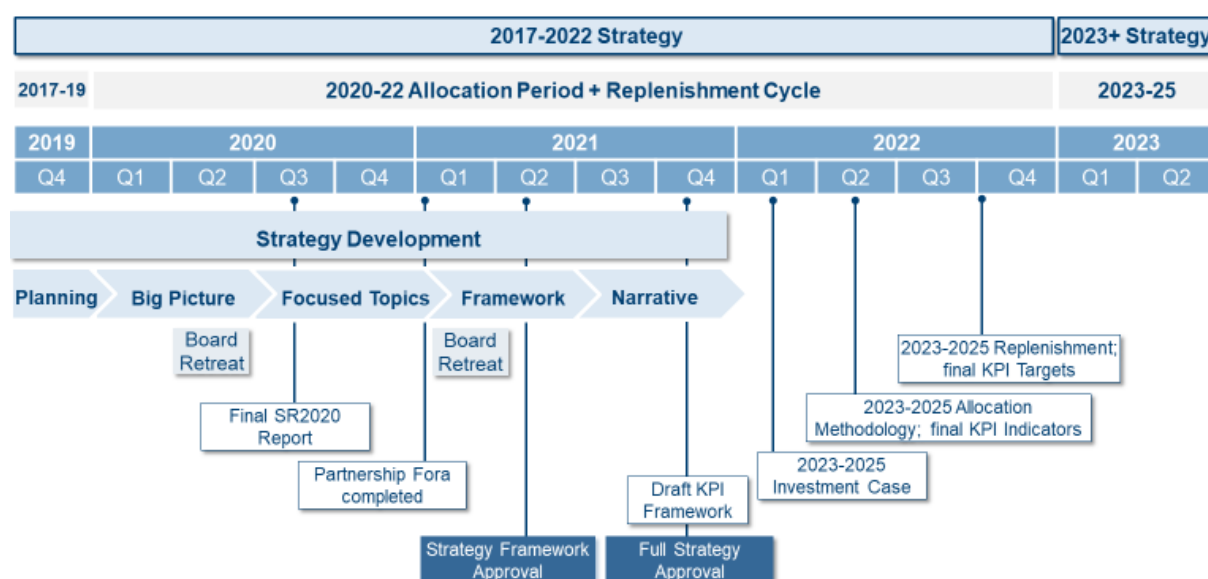 2017-2022 Strategy
2023+ Strategy
2017-19
2020-22 Allocation Period + Replenishment Cycle
2023-25
2019
2020
2021
2022
2023
Q4
Q1
Q2
Q3
Q4
Q1
Q2
Q3
Q4
Q1
Q2
Q3
Q4
Q1
Q2
Strategy Development
Planning
Big Picture
Focused Topics
Framework
Narrative
Board
Retreat
Board
Retreat
2023-2025 Replenishment;
final KPI Targets
Final SR2020
Report
2023-2025 Allocation
Methodology; final KPI Indicators
Partnership Fora
completed
2023-2025
Investment Case
Draft KPI
Framework
Strategy Framework
Approval
Full Strategy
Approval